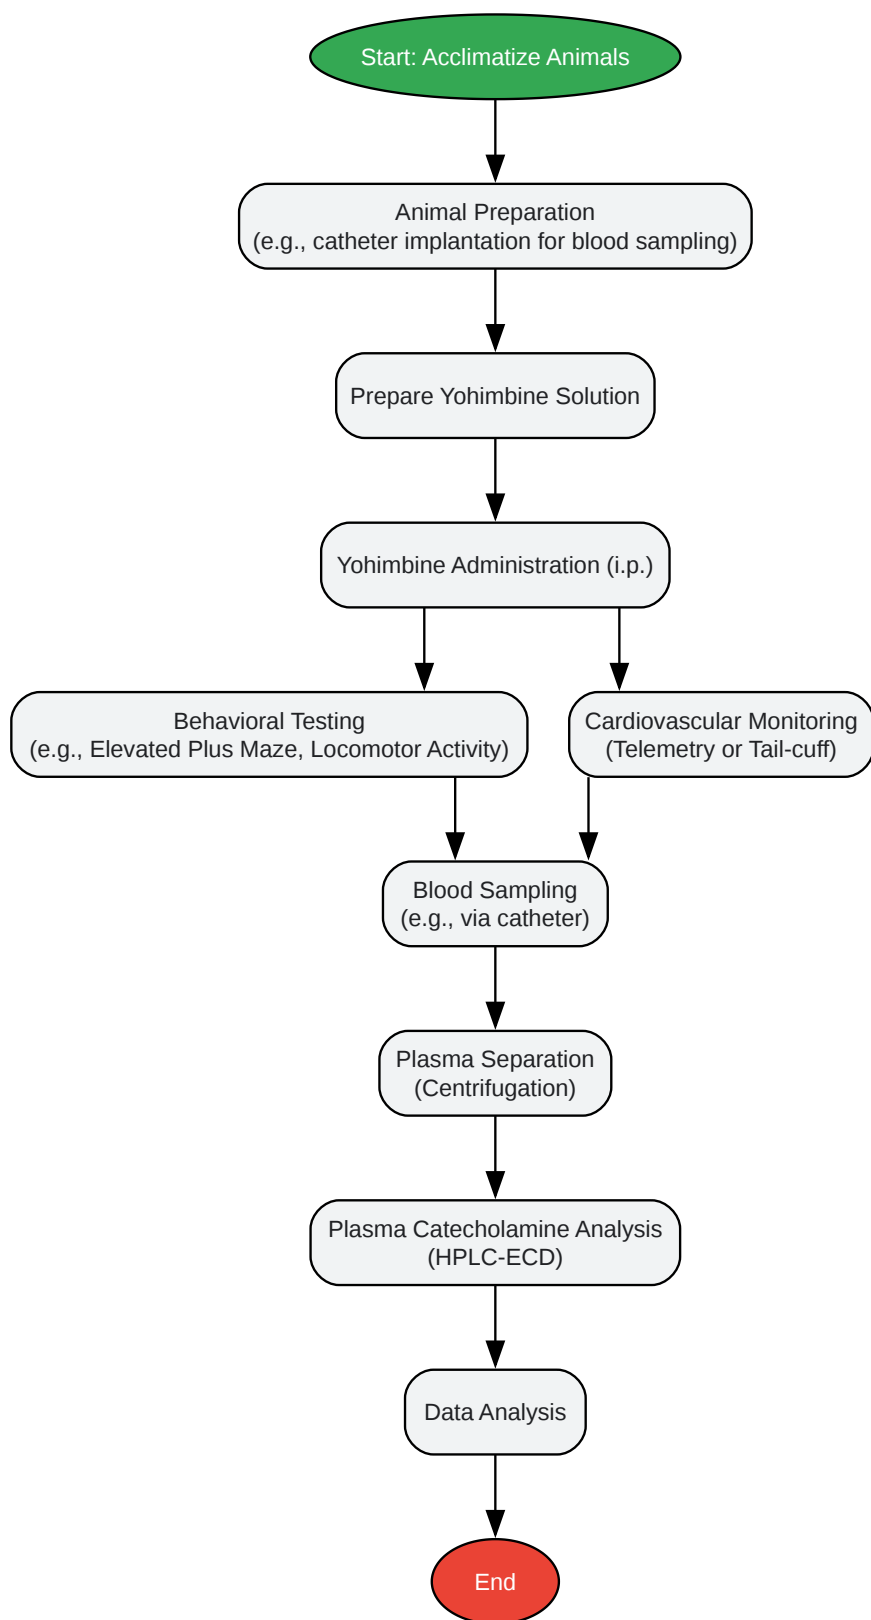 Start: Acclimatize Animals
Animal Preparation
(e.g., catheter implantation for blood sampling)
Prepare Yohimbine Solution
Yohimbine Administration (i.p.)
Behavioral Testing
(e.g., Elevated Plus Maze, Locomotor Activity)
Cardiovascular Monitoring
(Telemetry or Tail-cuff)
Blood Sampling
(e.g., via catheter)
Plasma Separation
(Centrifugation)
Plasma Catecholamine Analysis
(HPLC-ECD)
Data Analysis
End